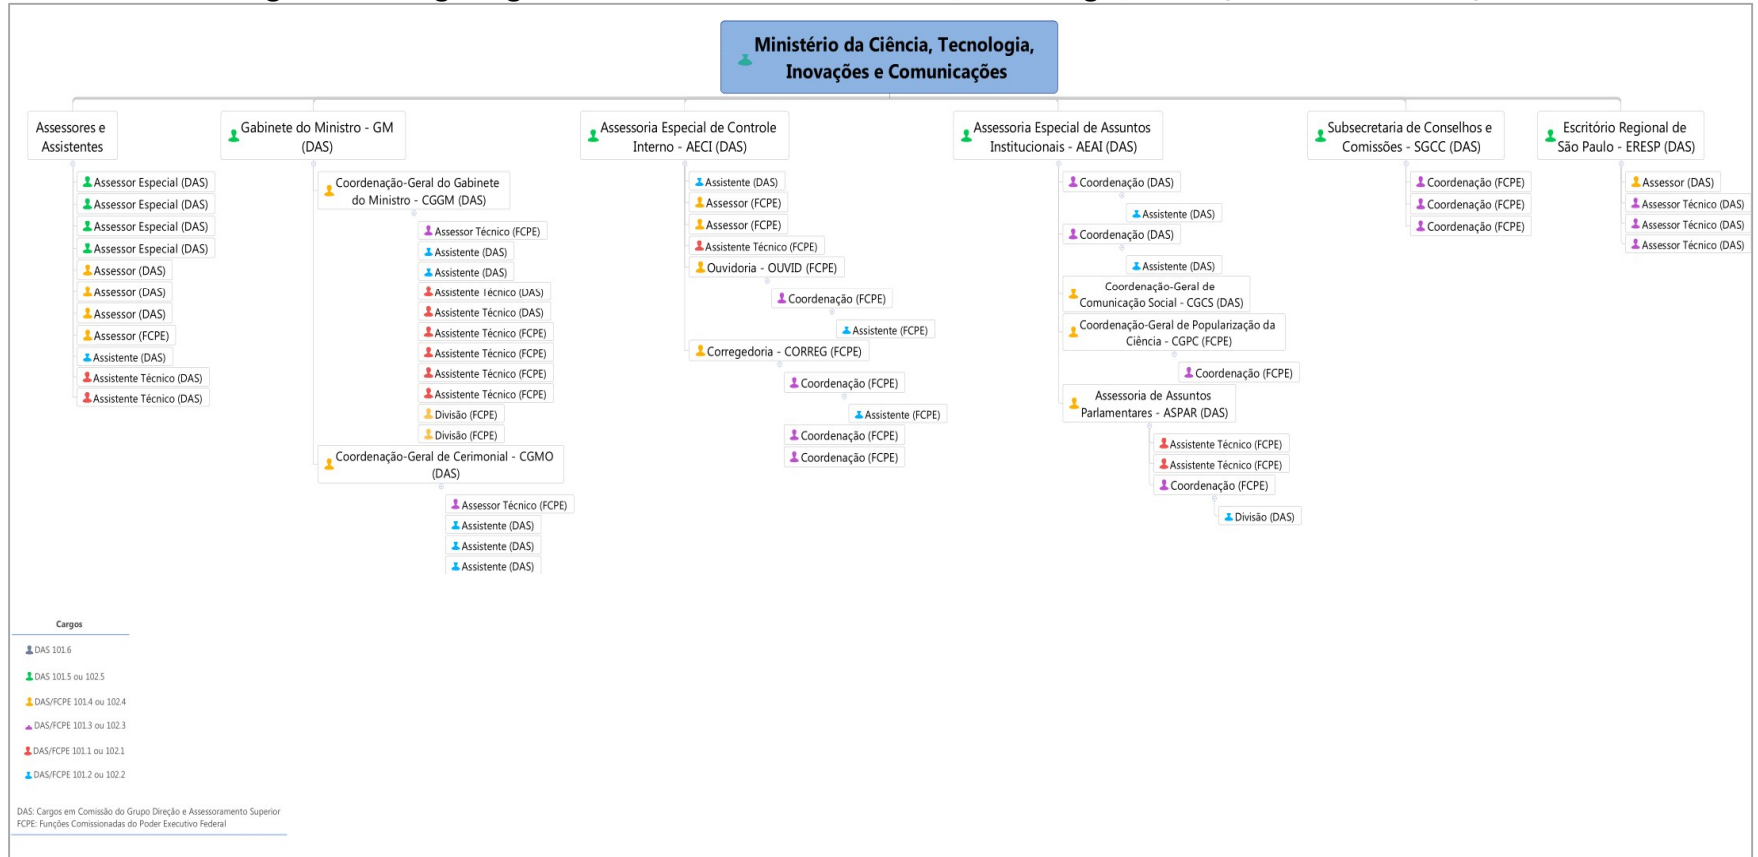 Ministério da Ciência, Tecnologia,
Inovações e Comunicações
Assessores e
Assistentes
Assessor Especial (DAS)
Assessor Especial (DAS)
Assessor Especial (DAS)
Assessor Especial (DAS)
Assessor (DAS)
Assessor (DAS)
Assessor (DAS)
Assessor (FCPE)
Assistente (DAS)
Assistente Técnico (DAS)
Assistente Técnico (DAS)
Gabinete do Ministro - GM
(DAS)
Coordenação-Geral do Gabinete
do Ministro - CGGM (DAS)
Assessor Técnico (FCPE)
Assistente (DAS)
Assistente (DAS)
Assistente Técnico (DAS)
Assistente Técnico (DAS)
Assistente Técnico (FCPE)
Assistente Técnico (FCPE)
Assistente Técnico (FCPE)
Assistente Técnico (FCPE)
Divisão (FCPE)
Divisão (FCPE)
Coordenação-Geral de Cerimonial - CGMO
(DAS)
Assessor Técnico (FCPE)
Assistente (DAS)
Assistente (DAS)
Assistente (DAS)
Assessoria Especial de Controle
Interno - AECI (DAS)
Assistente (DAS)
Assessor (FCPE)
Assessor (FCPE)
Assistente Técnico (FCPE)
Ouvidoria - OUVID (FCPE)
Coordenação (FCPE)
Assistente (FCPE)
Corregedoria - CORREG (FCPE)
Coordenação (FCPE)
Assistente (FCPE)
Coordenação (FCPE)
Coordenação (FCPE)
Assessoria Especial de Assuntos
Institucionais - AEAI (DAS)
Coordenação (DAS)
Assistente (DAS)
Coordenação (DAS)
Assistente (DAS)
Coordenação-Geral de
Comunicação Social - CGCS (DAS)
Coordenação-Geral de Popularização da
Ciência - CGPC (FCPE)
Coordenação (FCPE)
Assessoria de Assuntos
Parlamentares - ASPAR (DAS)
Assistente Técnico (FCPE)
Assistente Técnico (FCPE)
Coordenação (FCPE)
Divisão (DAS)
Subsecretaria de Conselhos e
Comissões - SGCC (DAS)
Coordenação (FCPE)
Coordenação (FCPE)
Coordenação (FCPE)
Escritório Regional de
São Paulo - ERESP (DAS)
Assessor (DAS)
Assessor Técnico (DAS)
Assessor Técnico (DAS)
Assessor Técnico (DAS)
Cargos
DAS 101.6
DAS 101.5 ou 102.5
DAS/FCPE 101.4 ou 102.4
DAS/FCPE 101.3 ou 102.3
DAS/FCPE 101.1 ou 102.1
DAS/FCPE 101.2 ou 102.2
DAS: Cargos em Comissão do Grupo Direção e Assessoramento Superior
FCPE: Funções Comissionadas do Poder Executivo Federal